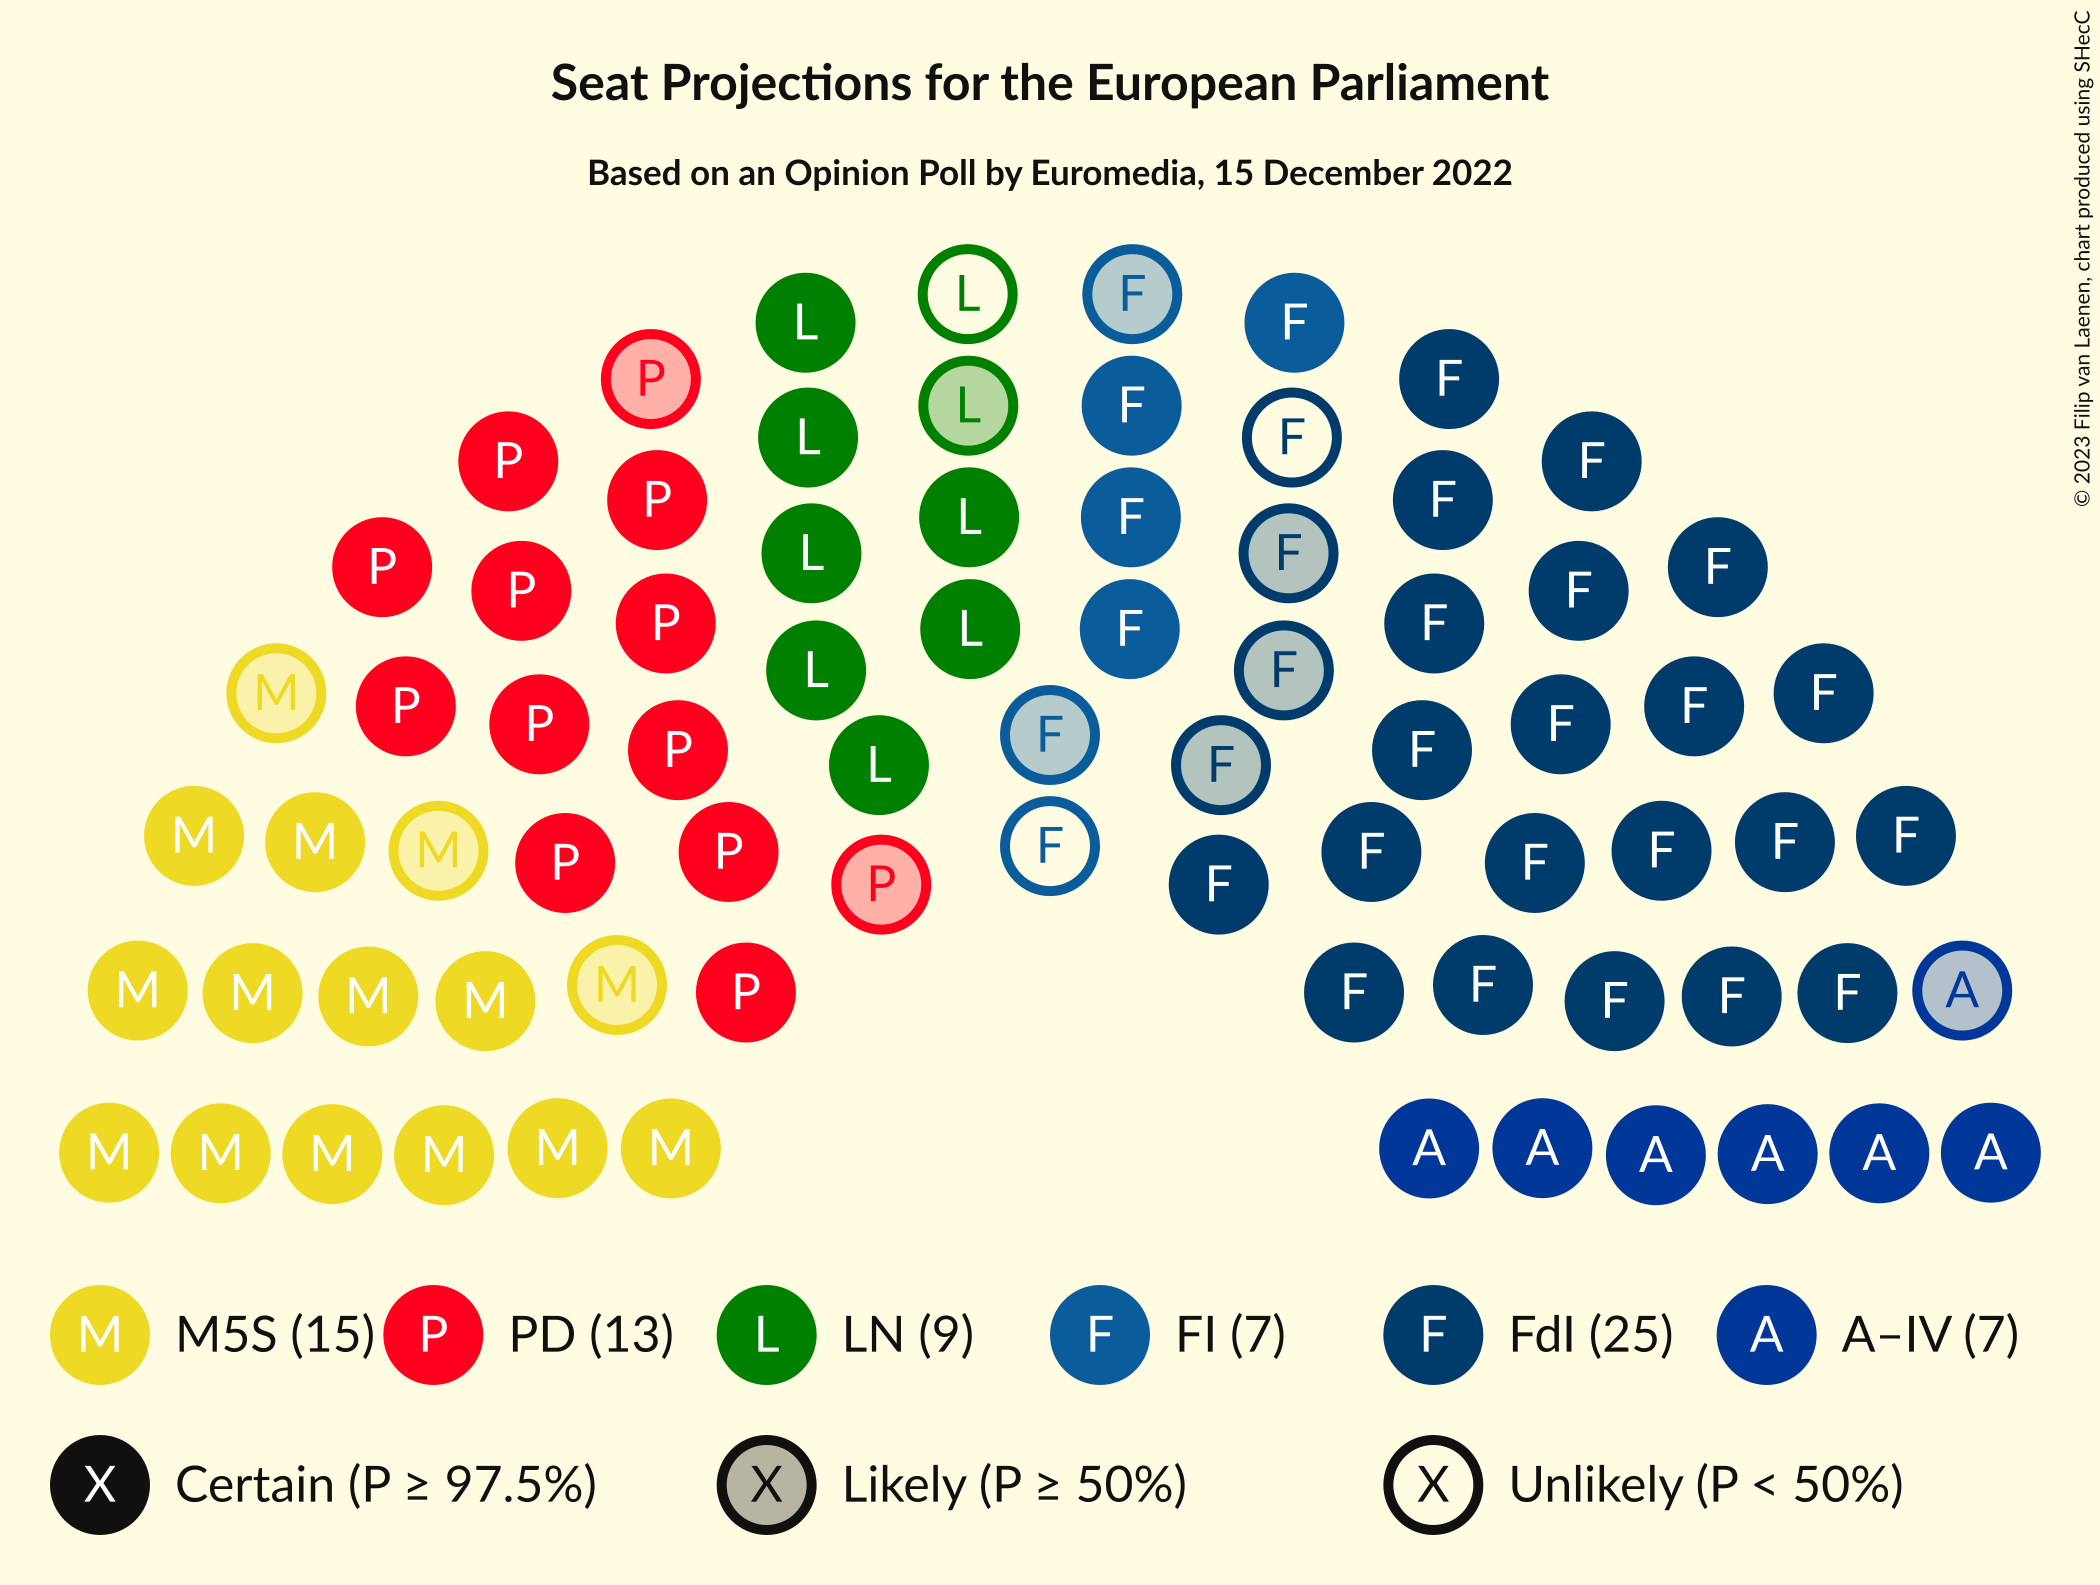 Seat Projections for the European Parliament
Based on an Opinion Poll by Euromedia, 15 December 2022
© 2023 Filip van Laenen, chart produced using SHecC
L F
L F
P F
L F
L F
P F
P F
P F
L F
L F
P F
P F
L F
L F
P F
M F
P F
P F
F
P F
L F
M F
M F
F
M F
P F
P F
P F
M M M M M P F F F F F A
M M M M M M A A A A A A
M M5S (15) P PD (13) L LN (9) F FI (7) F FdI (25) A A–IV (7)
X Certain (P ≥ 97.5%) X Likely (P ≥ 50%) X Unlikely (P < 50%)